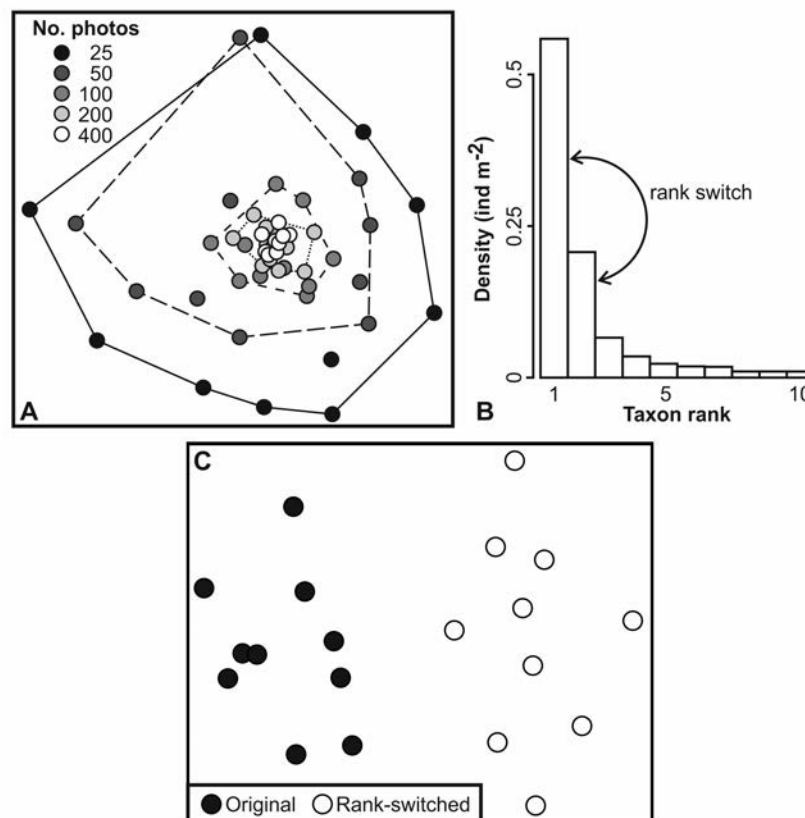 No. photos
25
50
100
200
400
A
0.5
0.25
0
Density (ind m⁻²)
rank switch
B
1
5
10
Taxon rank
C
Original
Rank-switched